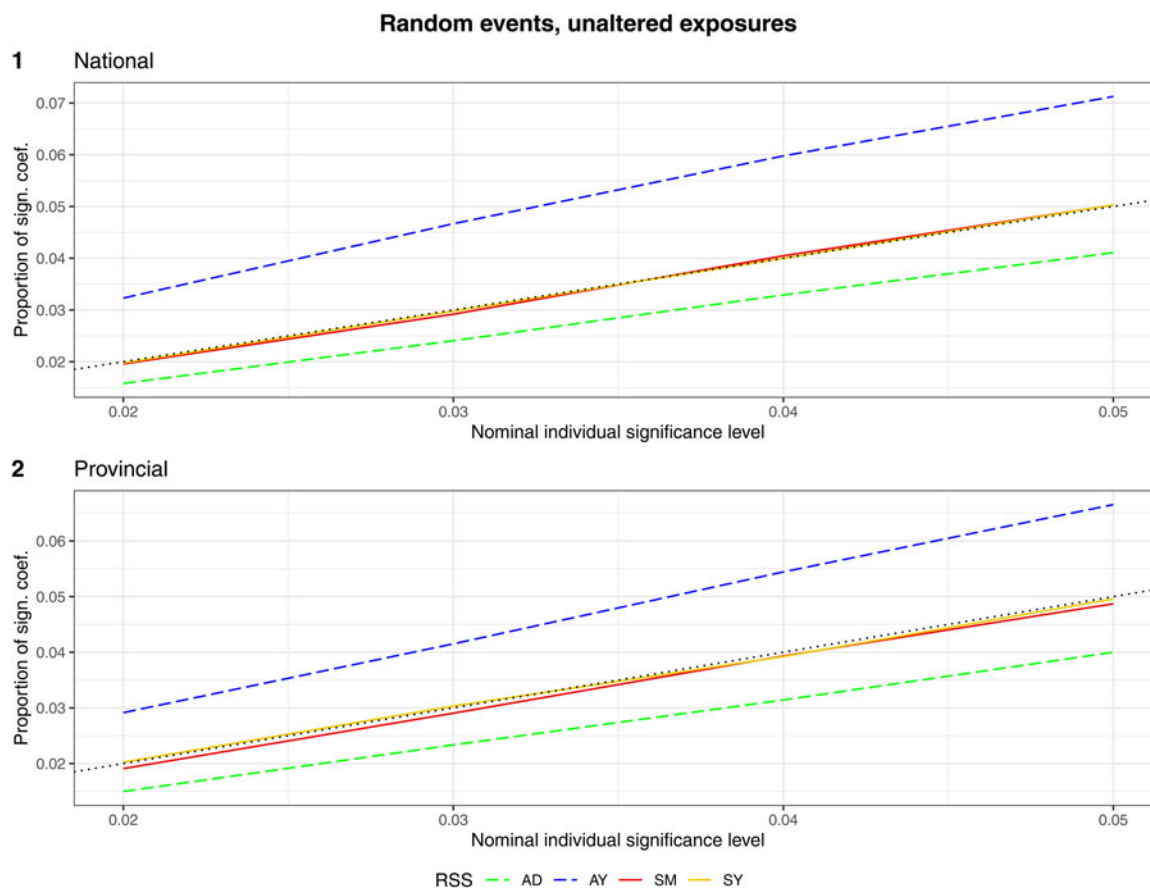 Random events, unaltered exposures
1 National
Proportion of sign. coef.
0.07
0.06
0.05
0.04
0.03
0.02
0.02 0.03 0.04 0.05
Nominal individual significance level
2 Provincial
Proportion of sign. coef.
0.06
0.05
0.04
0.03
0.02
0.02 0.03 0.04 0.05
Nominal individual significance level
RSS AD AY SM SY